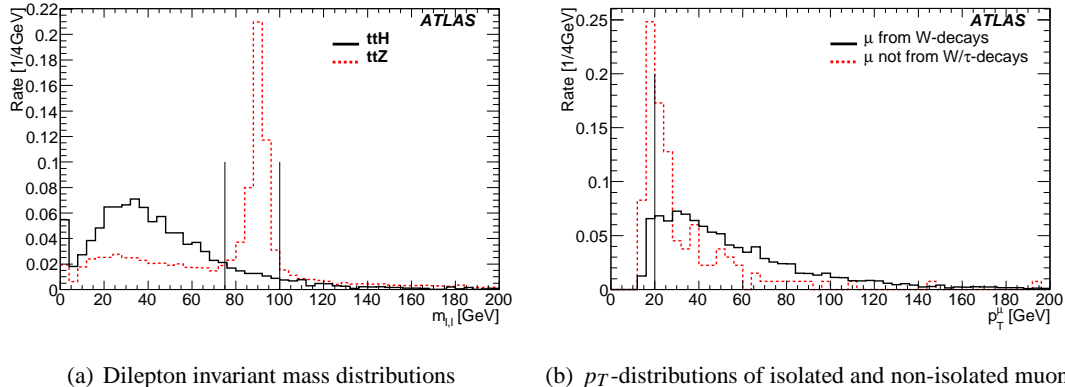 ATLAS
Rate [1/4GeV]
ttH
ttZ
0.22
0.2
0.18
0.16
0.14
0.12
0.1
0.08
0.06
0.04
0.02
0
0 20 40 60 80 100 120 140 160 180 200
m_{l,l} [GeV]
ATLAS
Rate [1/4GeV]
μ from W-decays
μ not from W/τ-decays
0.25
0.2
0.15
0.1
0.05
0
0 20 40 60 80 100 120 140 160 180 200
p_T^μ [GeV]
(a) Dilepton invariant mass distributions
(b) p_T-distributions of isolated and non-isolated muon